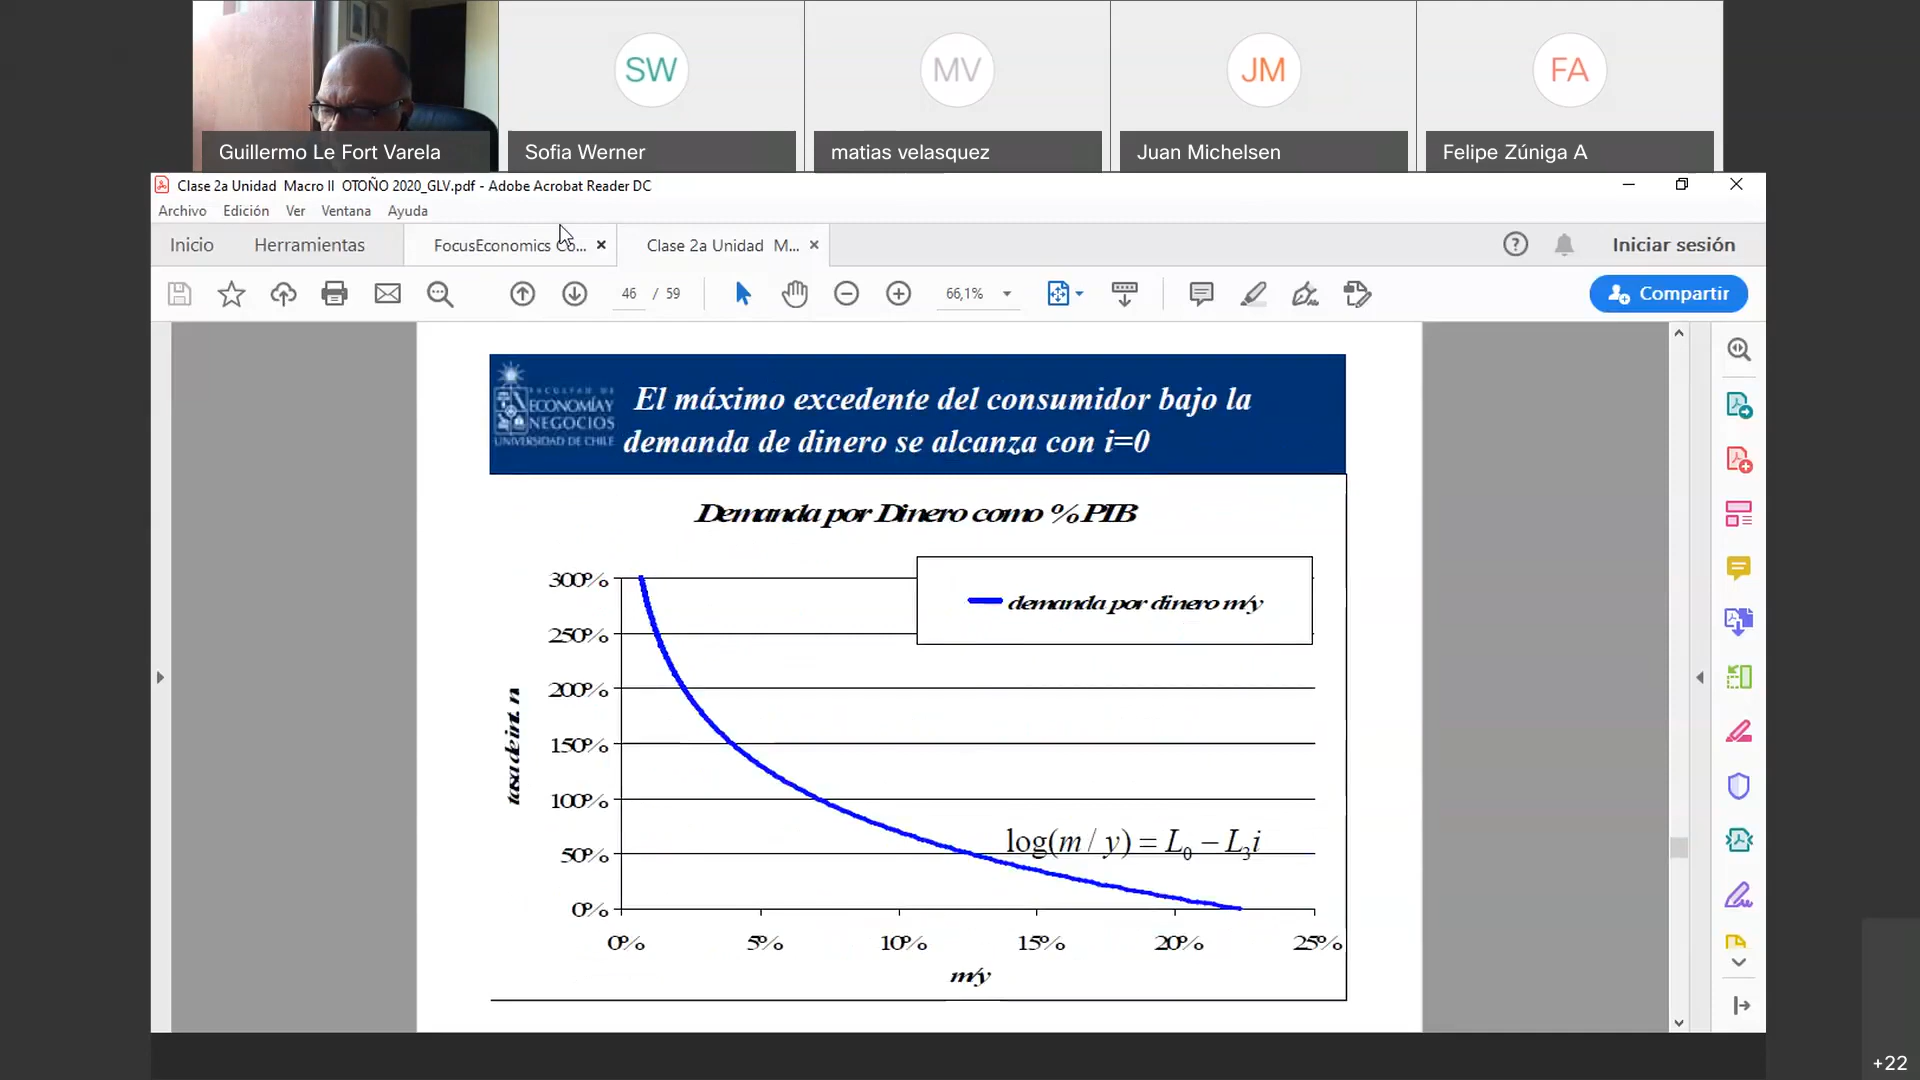 SW
MV
JM
FA
Guillermo Le Fort Varela
Sofia Werner
matias velasquez
Juan Michelsen
Felipe Zúniga A
Clase 2a Unidad Macro II OTOÑO 2020_GLV.pdf - Adobe Acrobat Reader DC
Archivo Edición Ver Ventana Ayuda
Inicio Herramientas FocusEconomics Co... Clase 2a Unidad M... Iniciar sesión
46 / 59 66,1% Compartir
FACULTAD DE
ECONOMÍA Y
NEGOCIOS
UNIVERSIDAD DE CHILE
El máximo excedente del consumidor bajo la
demanda de dinero se alcanza con i=0
Demanda por Dinero como % PIB
demanda por dinero m/y
300%
250%
200%
150%
100%
50%
0%
tasa de int. n
log(m / y) = L₀ − L₃i
0% 5% 10% 15% 20% 25%
m/y
+22